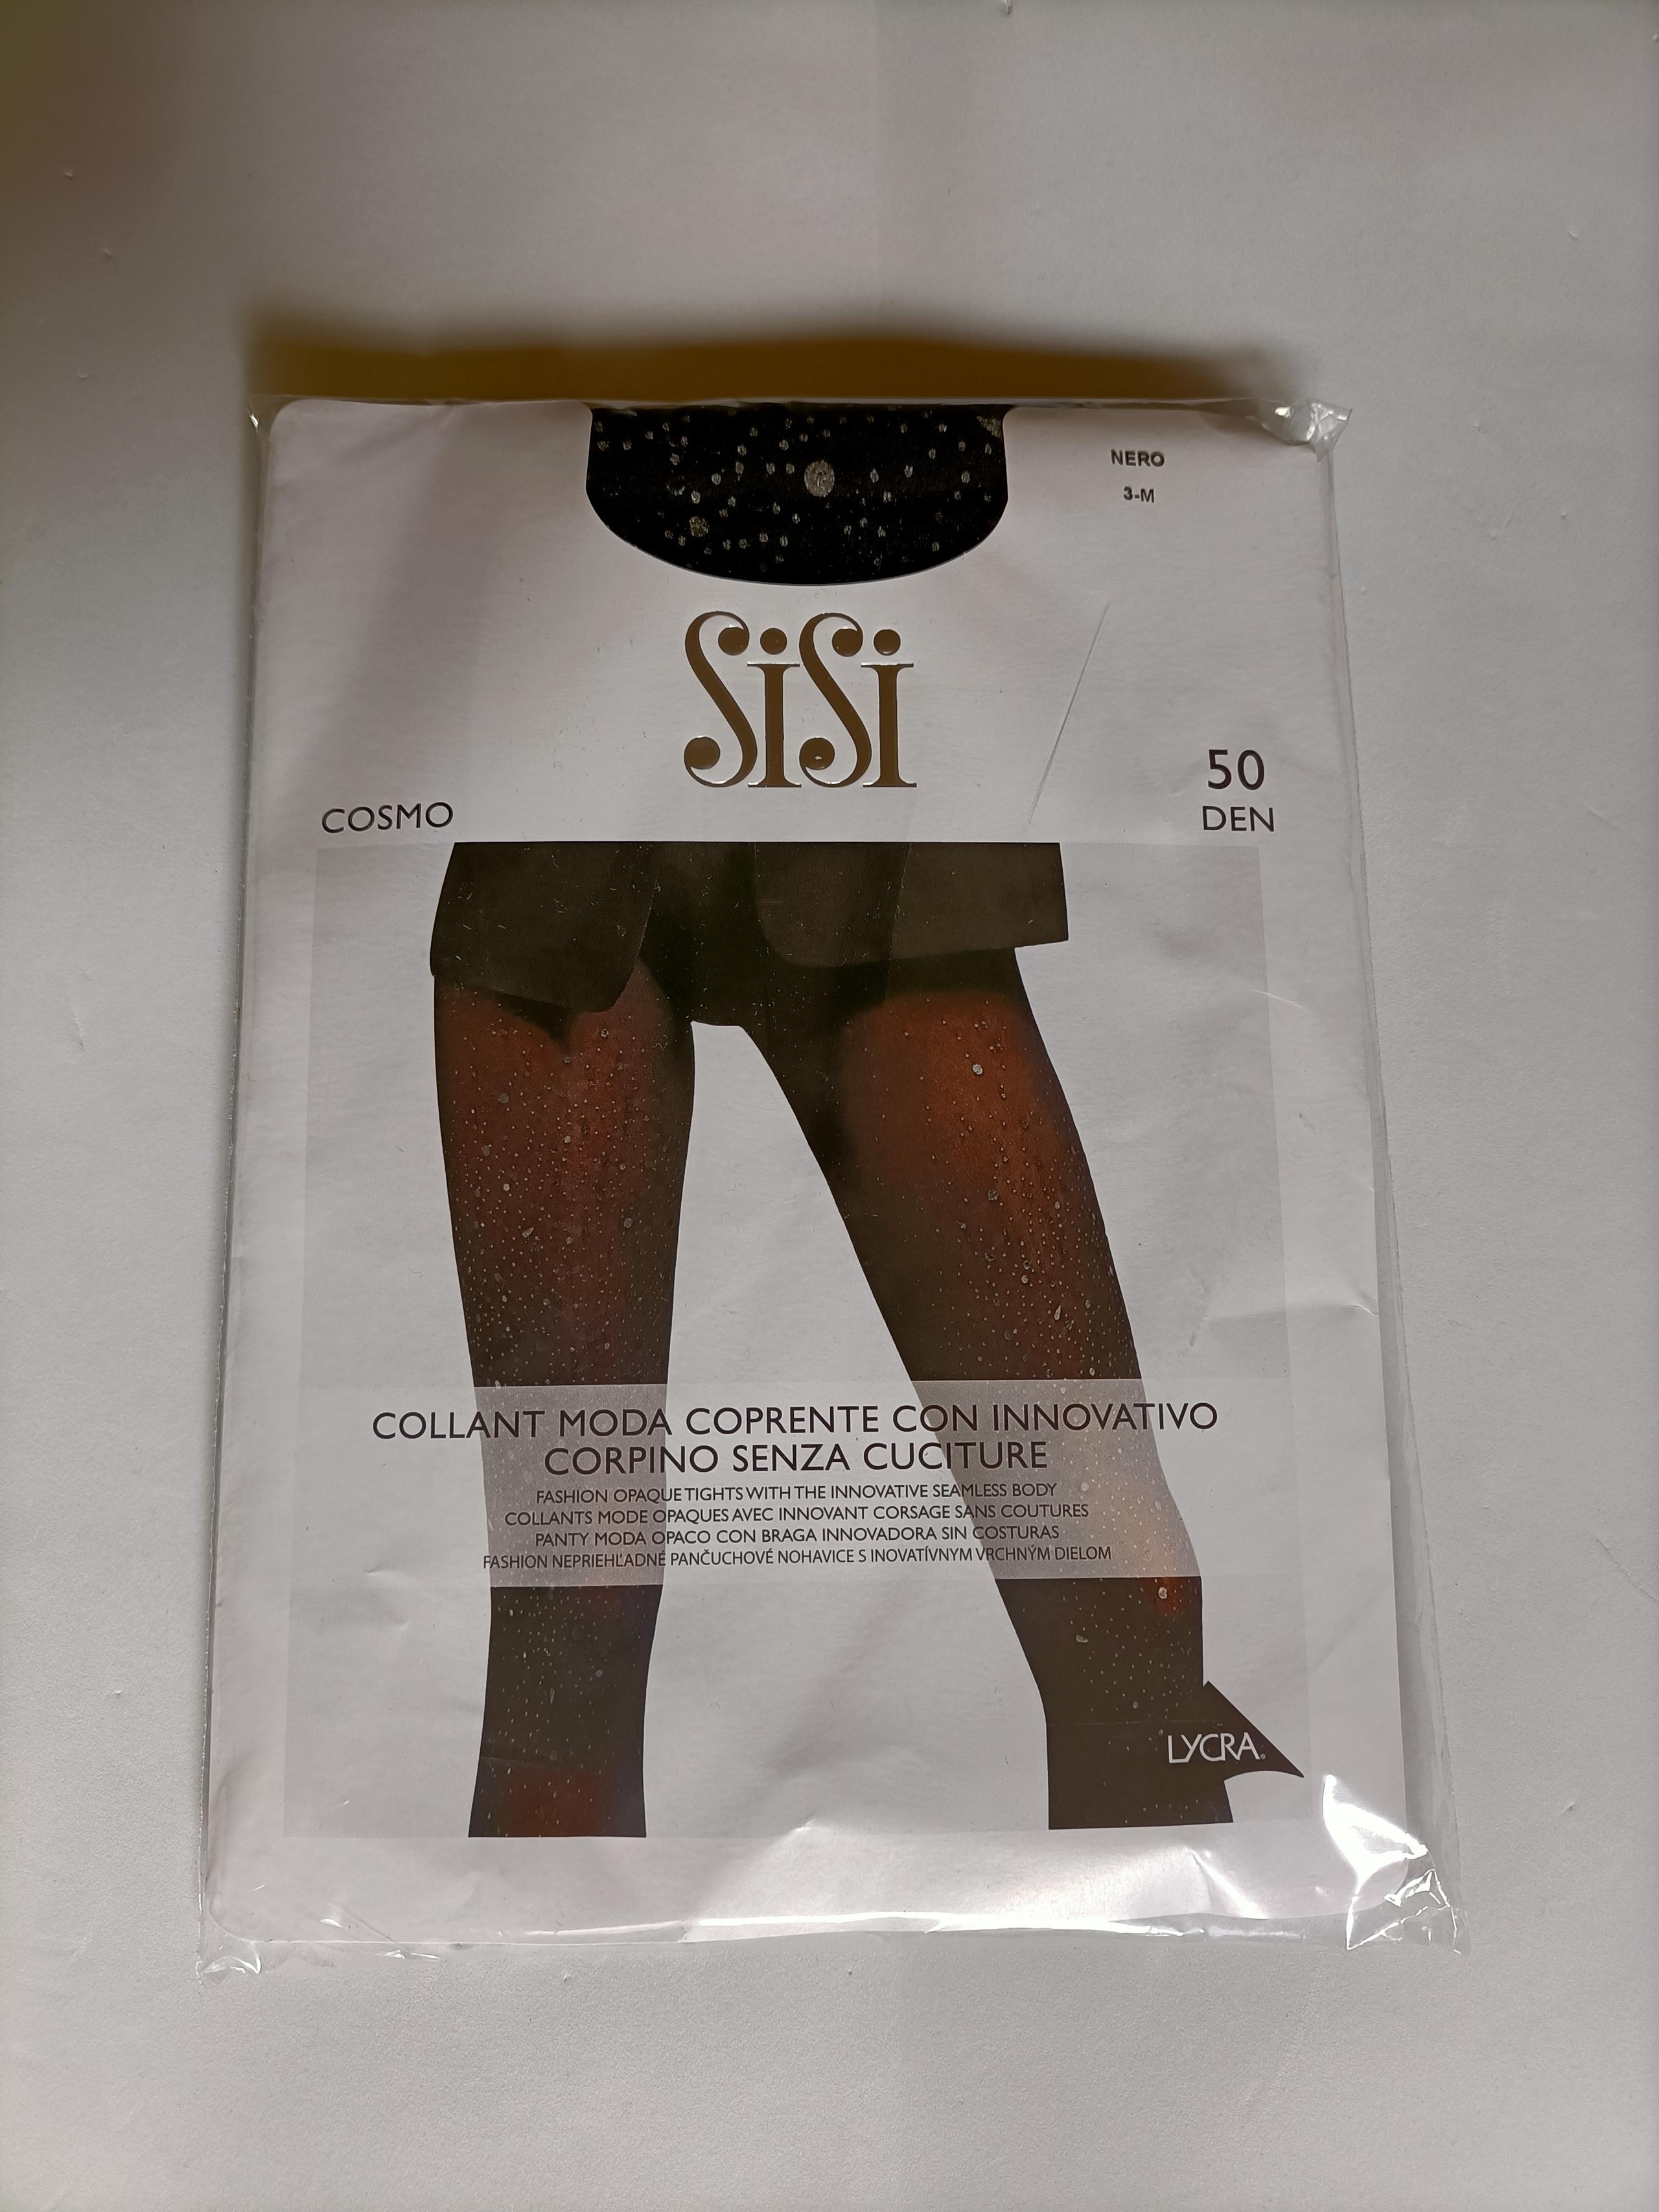 NERO
3-M
SiSi
50
COSMO
DEN
COLLANT MODA COPRENTE CON INNOVATIVO
CORPINO SENZA CUCITURE
FASHION OPAQUE TIGHTS WITH THE INNOVATIVE SEAMLESS BODY
COLLANTS MODE OPAQUES AVEC INNOVANT CORSAGE SANS COUTURES
PANTY MODA OPACO CON BRAGA INNOVADORA SIN COSTURAS
FASHION NEPRIEHĽADNÉ PANČUCHOVÉ NOHAVICE S INOVATÍVNYM VRCHNÝM DIELOM
LYCRA®